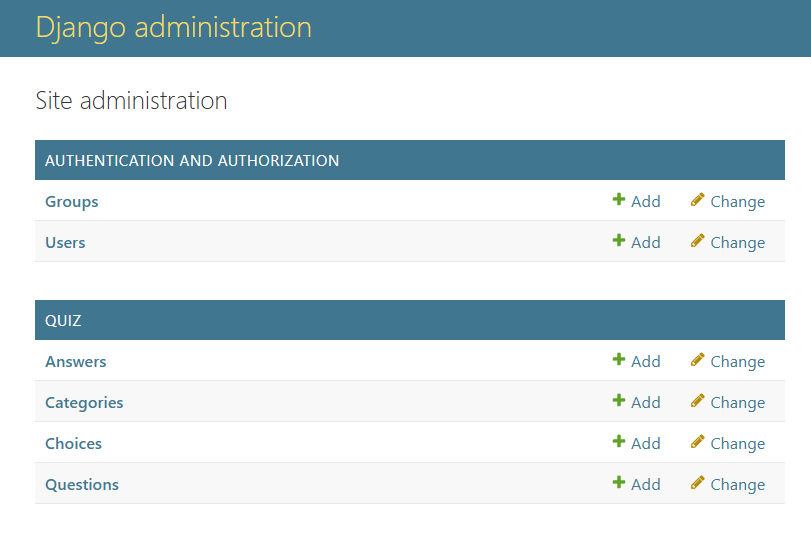 Django administration
Site administration
AUTHENTICATION AND AUTHORIZATION
Groups Add Change
Users Add Change
QUIZ
Answers Add Change
Categories Add Change
Choices Add Change
Questions Add Change